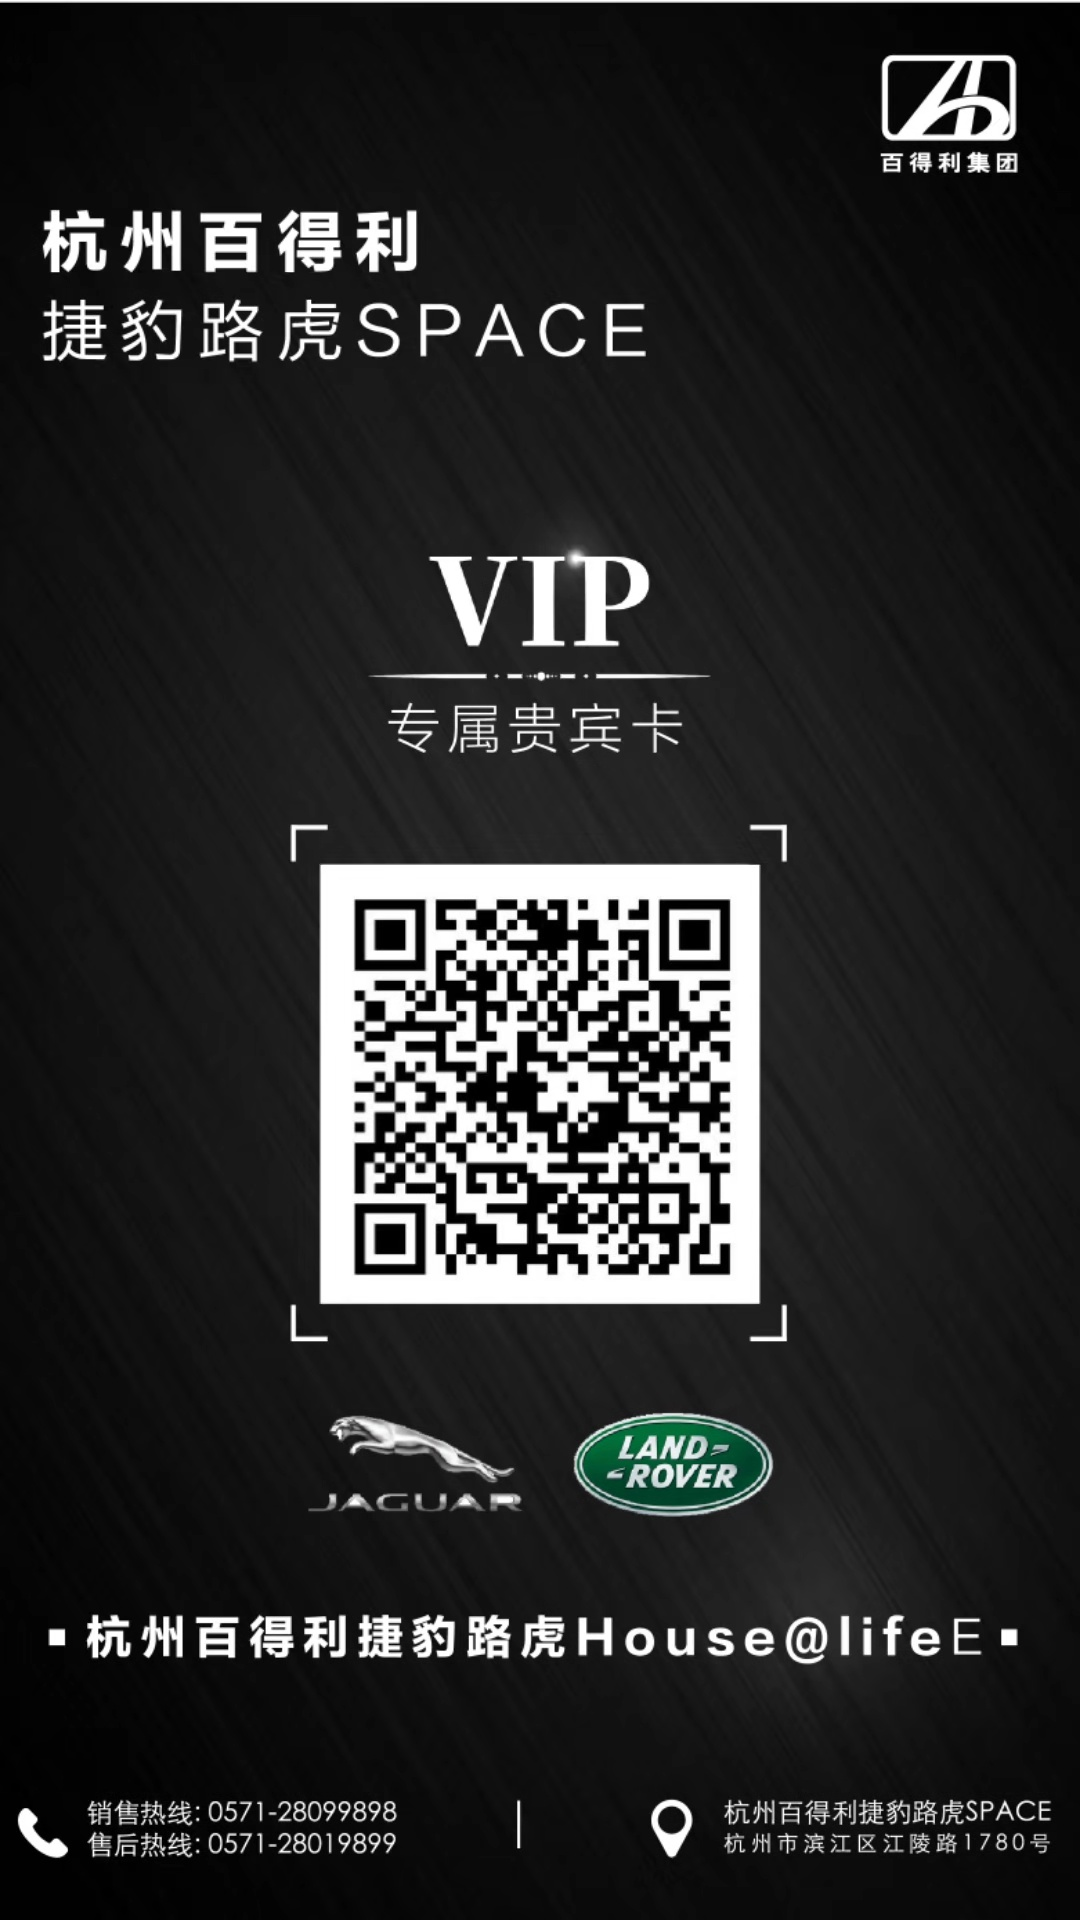 百得利集团
杭州百得利
捷豹路虎SPACE
VIP
专属贵宾卡
JAGUAR
LAND
ROVER
杭州百得利捷豹路虎House@lifeE
销售热线: 0571-28099898
售后热线: 0571-28019899
杭州百得利捷豹路虎SPACE
杭州市滨江区江陵路1780号